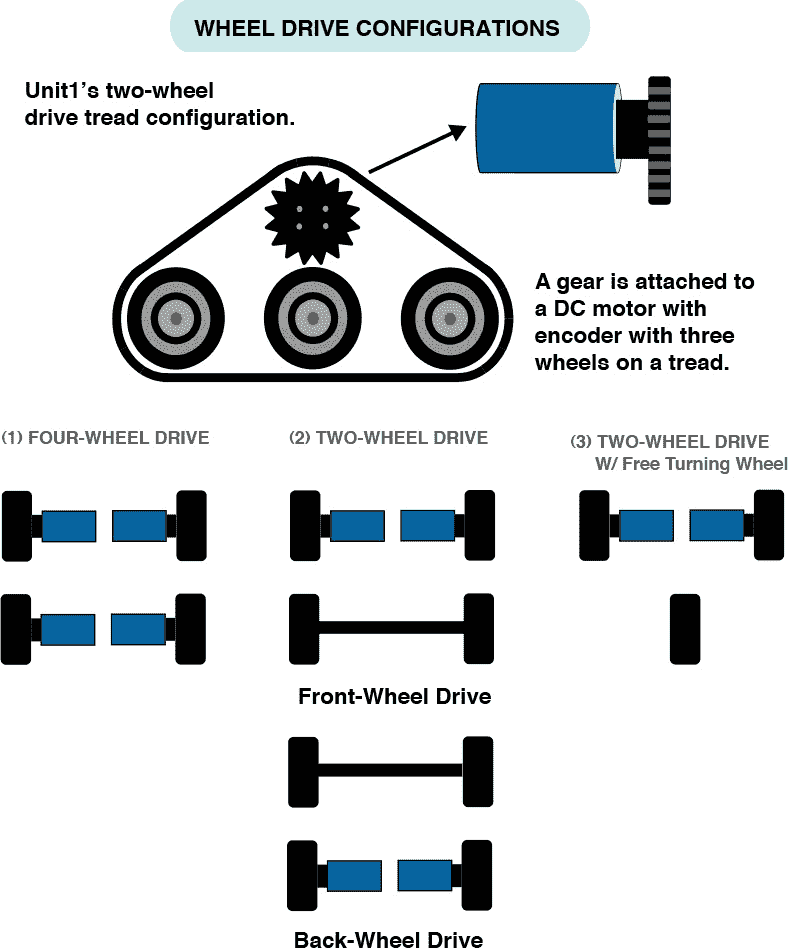 WHEEL DRIVE CONFIGURATIONS
Unit1’s two-wheel
drive tread configuration.
A gear is attached to
a DC motor with
encoder with three
wheels on a tread.
(1) FOUR-WHEEL DRIVE
(2) TWO-WHEEL DRIVE
(3) TWO-WHEEL DRIVE
W/ Free Turning Wheel
Front-Wheel Drive
Back-Wheel Drive